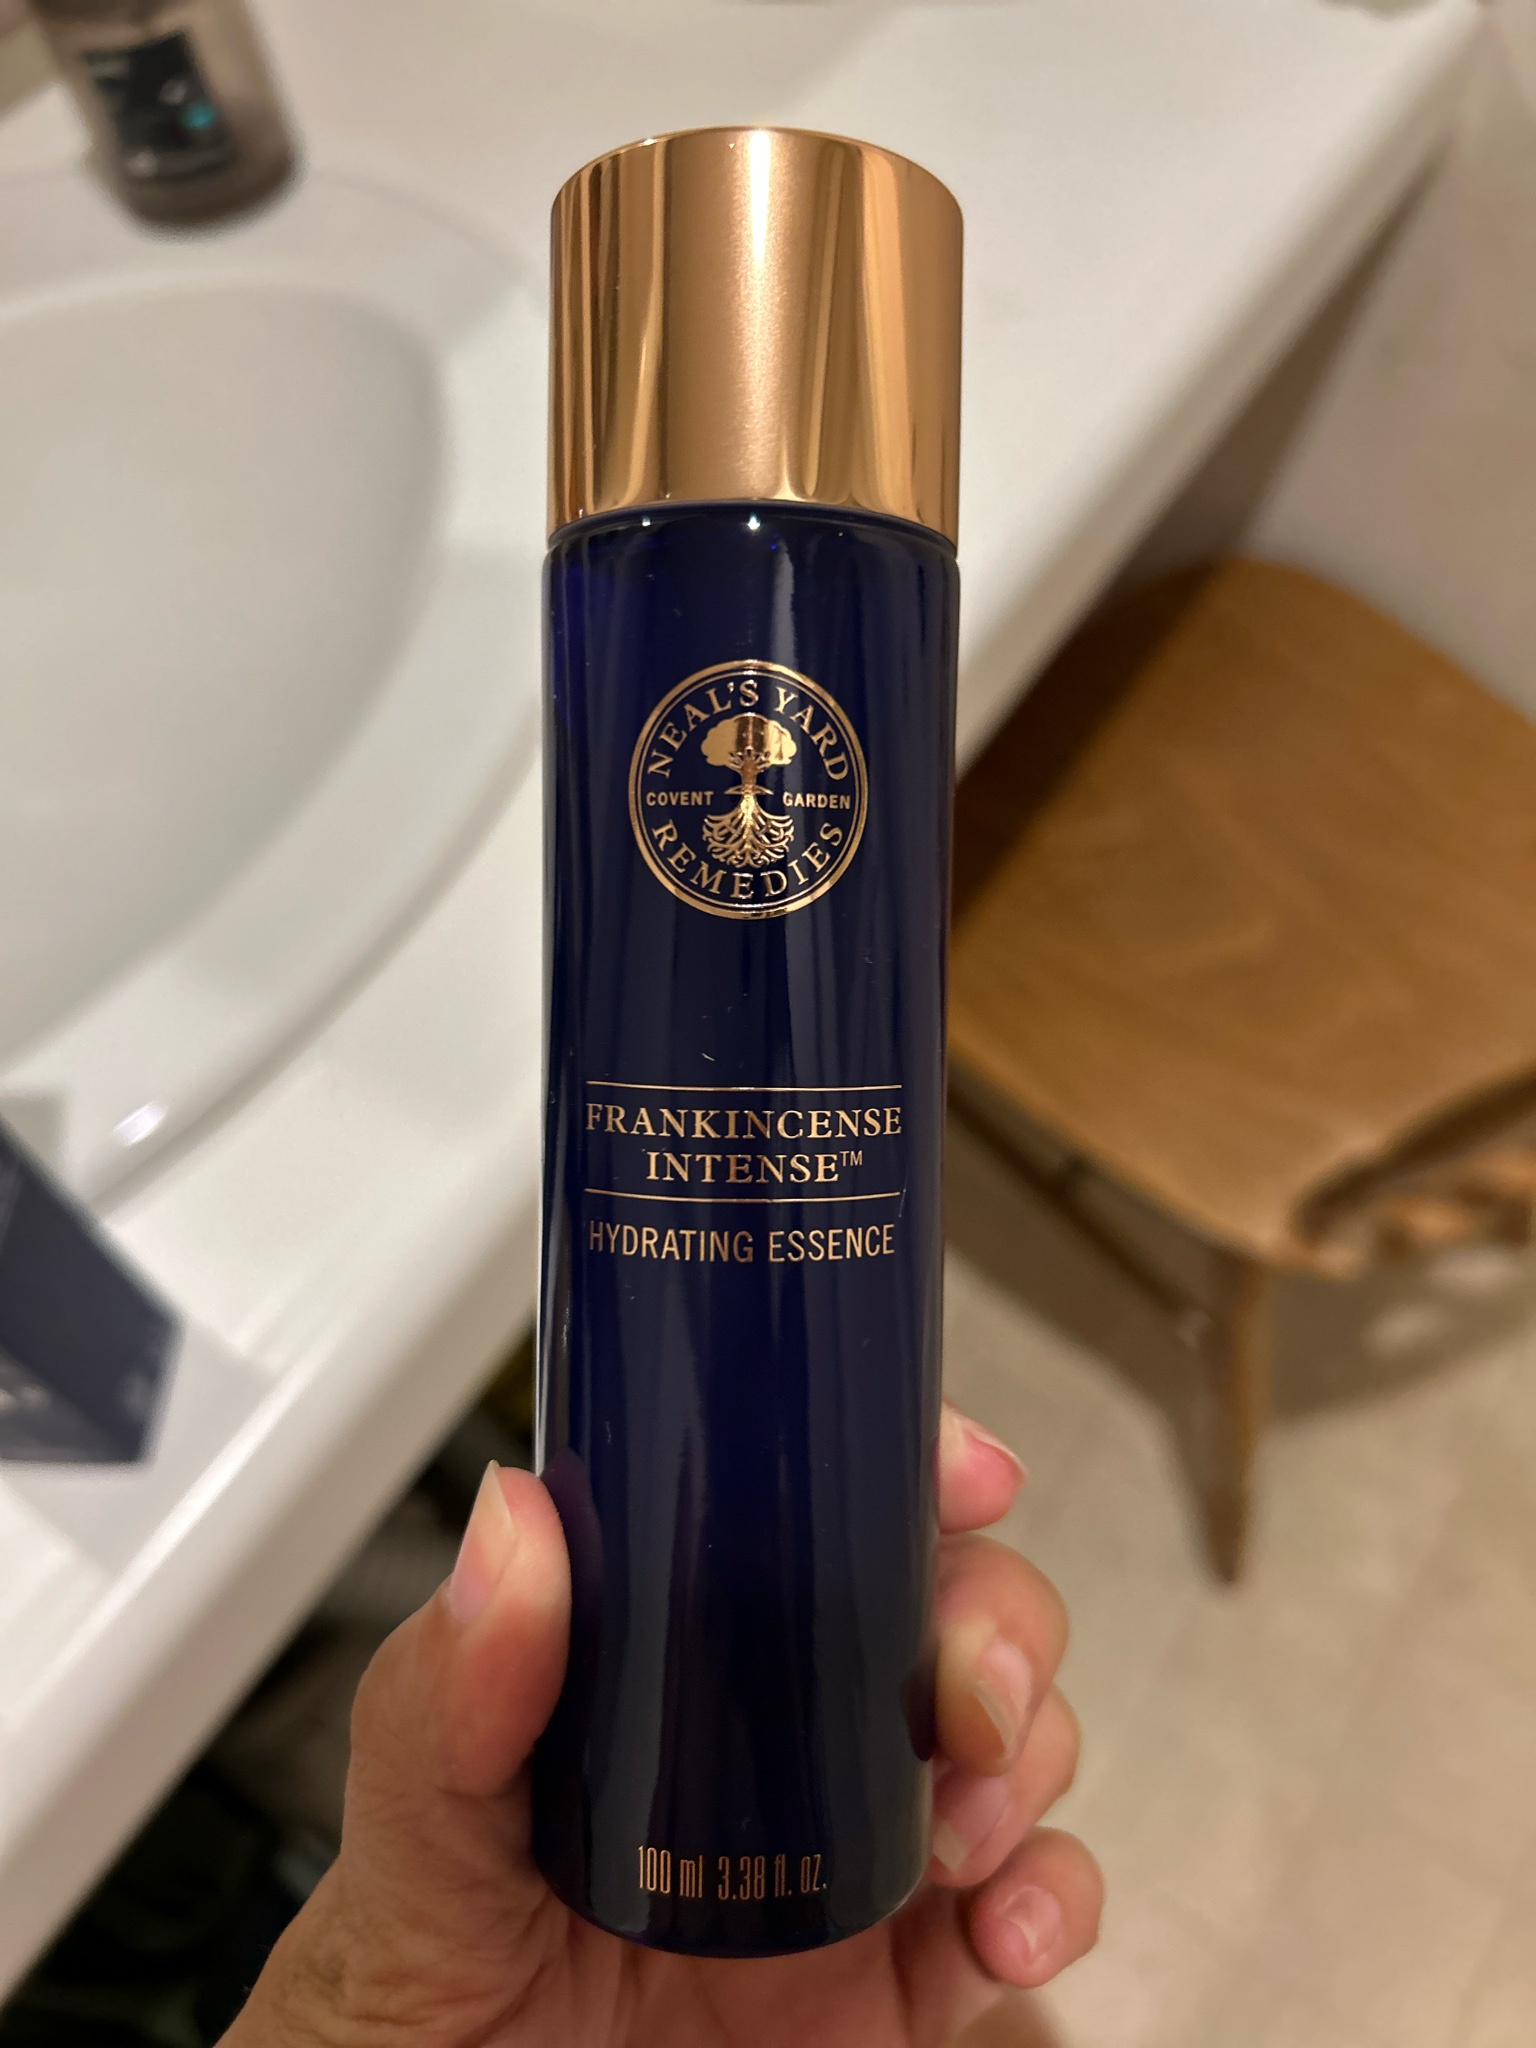 NEAL'S YARD
COVENT GARDEN
REMEDIES
FRANKINCENSE
INTENSE™
HYDRATING ESSENCE
100 ml 3.38 fl. oz.